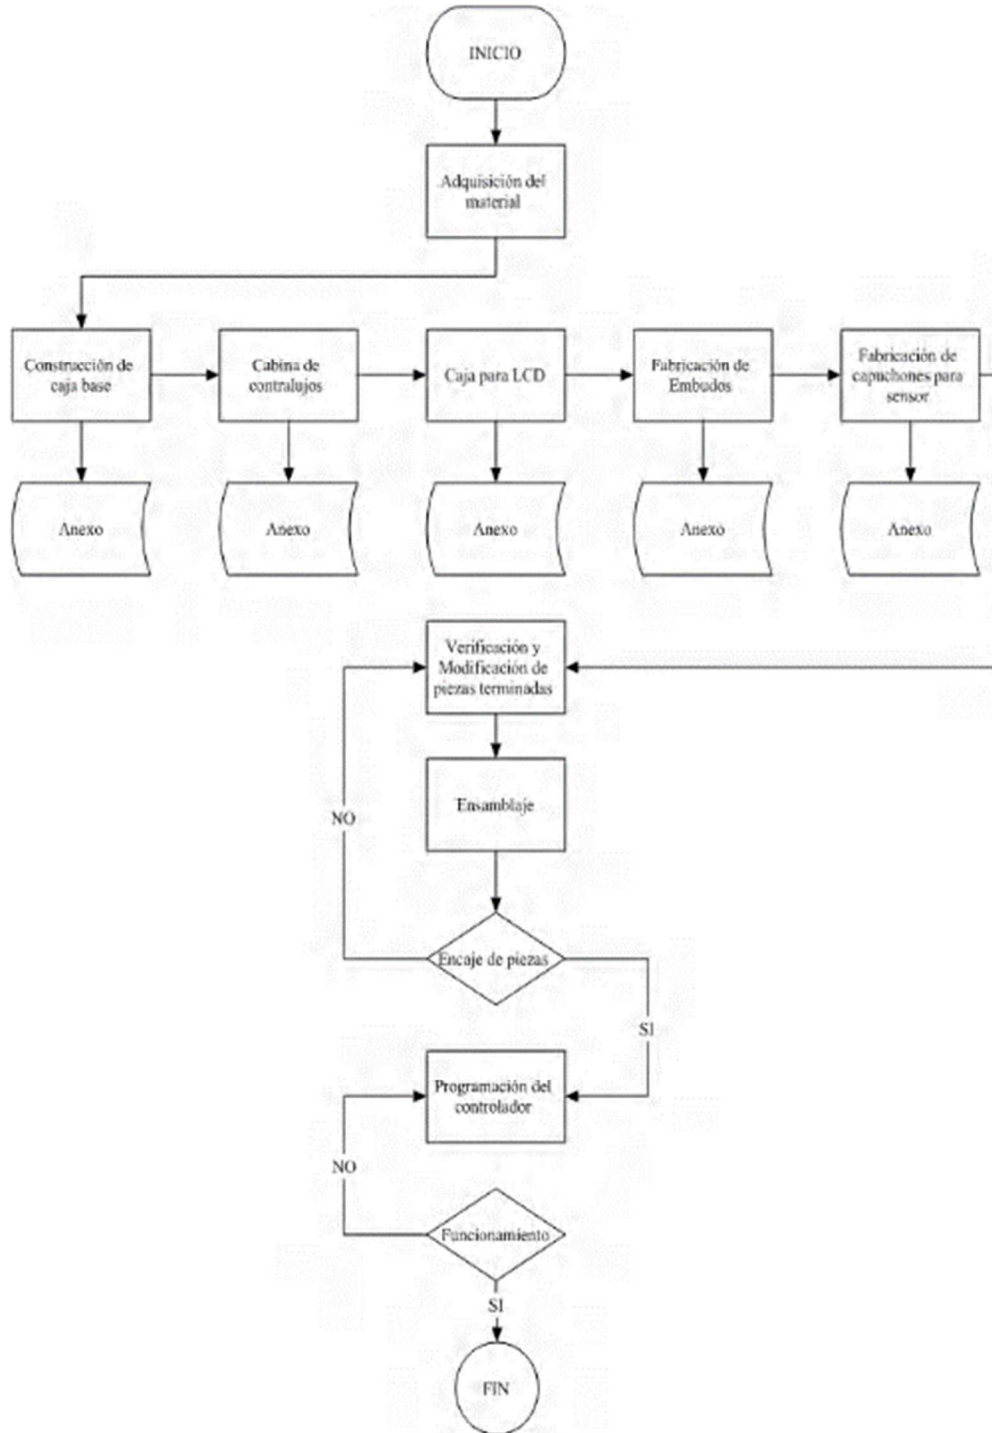 INICIO
Adquisición del
material
Construcción de
caja base
Cabina de
contralujos
Caja para LCD
Fabricación de
Embudos
Fabricación de
capuchones para
sensor
Anexo
Anexo
Anexo
Anexo
Anexo
Verificación y
Modificación de
piezas terminadas
Ensamblaje
NO
Encaje de piezas
SI
Programación del
controlador
NO
Funcionamiento
SI
FIN